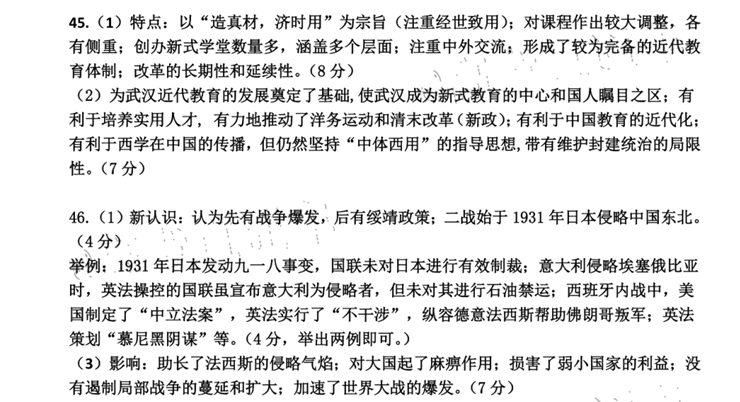 45.（1）特点：以“造真材，济时用”为宗旨（注重经世致用）；对课程作出较大调整，各
有侧重；创办新式学堂数量多，涵盖多个层面；注重中外交流；形成了较为完备的近代教
育体制；改革的长期性和延续性。（8 分）
（2）为武汉近代教育的发展奠定了基础,使武汉成为新式教育的中心和国人瞩目之区；有
利于培养实用人才, 有力地推动了洋务运动和清末改革（新政）；有利于中国教育的近代化；
有利于西学在中国的传播，但仍然坚持“中体西用”的指导思想,带有维护封建统治的局限
性。（7 分）
46.（1）新认识：认为先有战争爆发，后有绥靖政策；二战始于 1931 年日本侵略中国东北。
（4 分）
举例：1931 年日本发动九一八事变，国联未对日本进行有效制裁；意大利侵略埃塞俄比亚
时，英法操控的国联虽宣布意大利为侵略者，但未对其进行石油禁运；西班牙内战中，美
国制定了“中立法案”，英法实行了“不干涉”，纵容德意法西斯帮助佛朗哥叛军；英法
策划“慕尼黑阴谋”等。（4 分，举出两例即可。）
（3）影响：助长了法西斯的侵略气焰；对大国起了麻痹作用；损害了弱小国家的利益；没
有遏制局部战争的蔓延和扩大；加速了世界大战的爆发。（7 分）